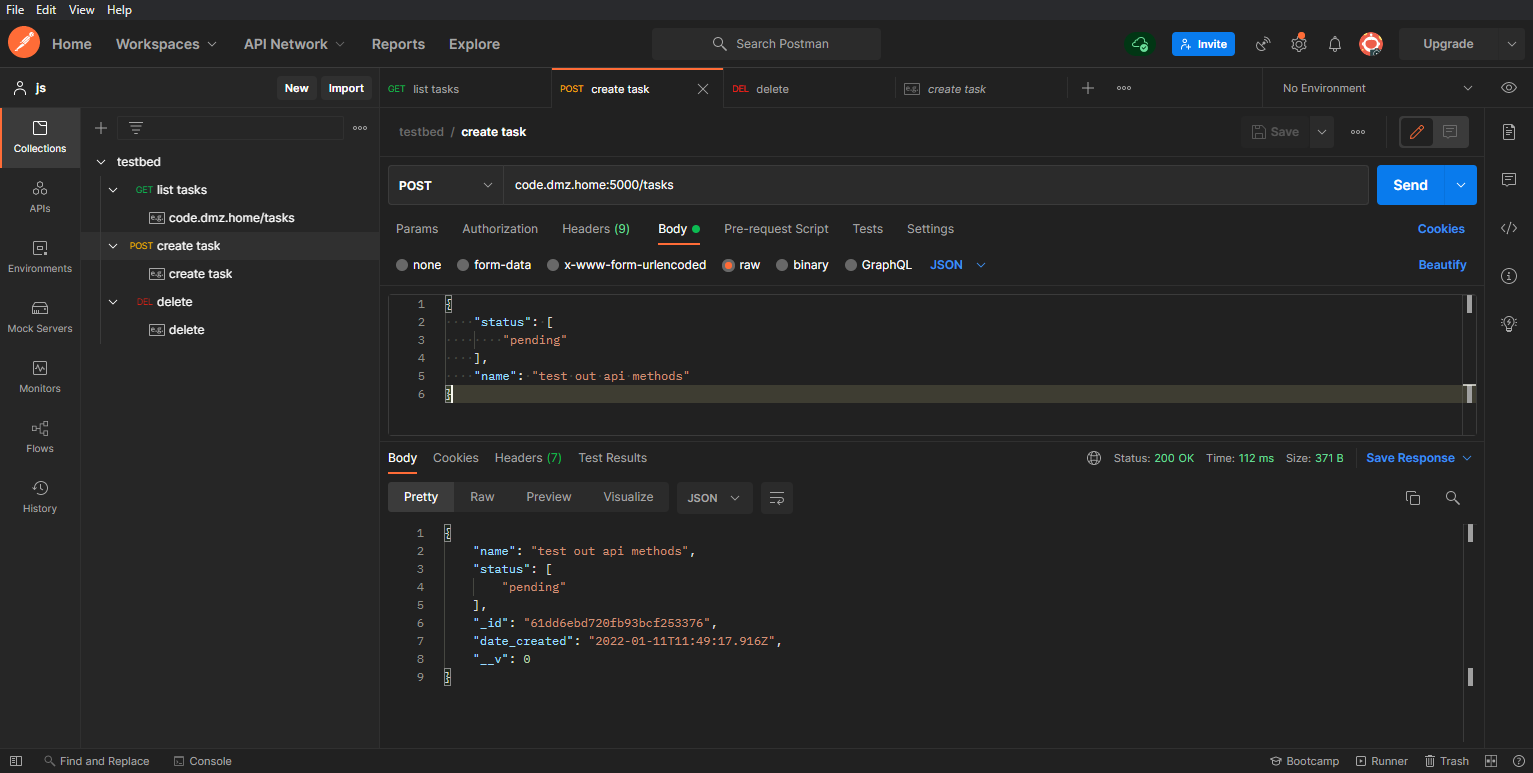 File Edit View Help
Home Workspaces API Network Reports Explore Search Postman Invite Upgrade
js New Import
GET list tasks POST create task DEL delete e.g. create task No Environment
Collections
APIs
Environments
Mock Servers
Monitors
Flows
History
testbed
GET list tasks
e.g. code.dmz.home/tasks
POST create task
e.g. create task
DEL delete
e.g. delete
testbed / create task Save
POST code.dmz.home:5000/tasks Send
Params Authorization Headers (9) Body Pre-request Script Tests Settings Cookies
none form-data x-www-form-urlencoded raw binary GraphQL JSON Beautify
1 {
2 "status": [
3 "pending"
4 ],
5 "name": "test out api methods"
6 }
Body Cookies Headers (7) Test Results Status: 200 OK Time: 112 ms Size: 371 B Save Response
Pretty Raw Preview Visualize JSON
1 {
2 "name": "test out api methods",
3 "status": [
4 "pending"
5 ],
6 "_id": "61dd6ebd720fb93bcf253376",
7 "date_created": "2022-01-11T11:49:17.916Z",
8 "__v": 0
9 }
Find and Replace Console Bootcamp Runner Trash